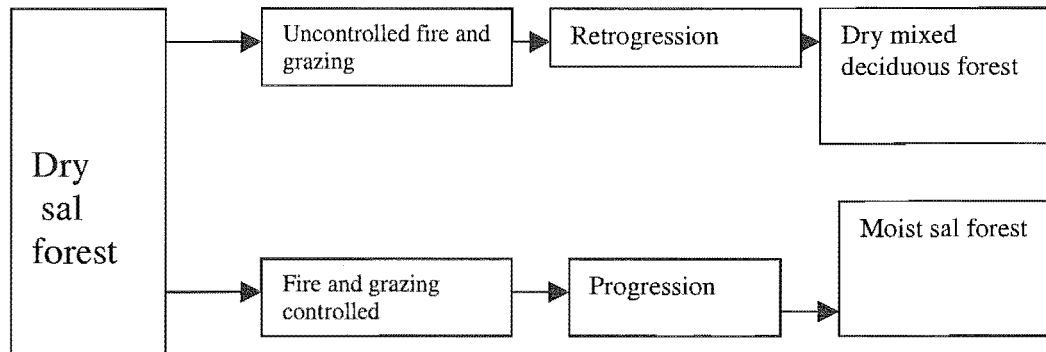 Dry
sal
forest
Uncontrolled fire and
grazing
Retrogression
Dry mixed
deciduous forest
Fire and grazing
controlled
Progression
Moist sal forest